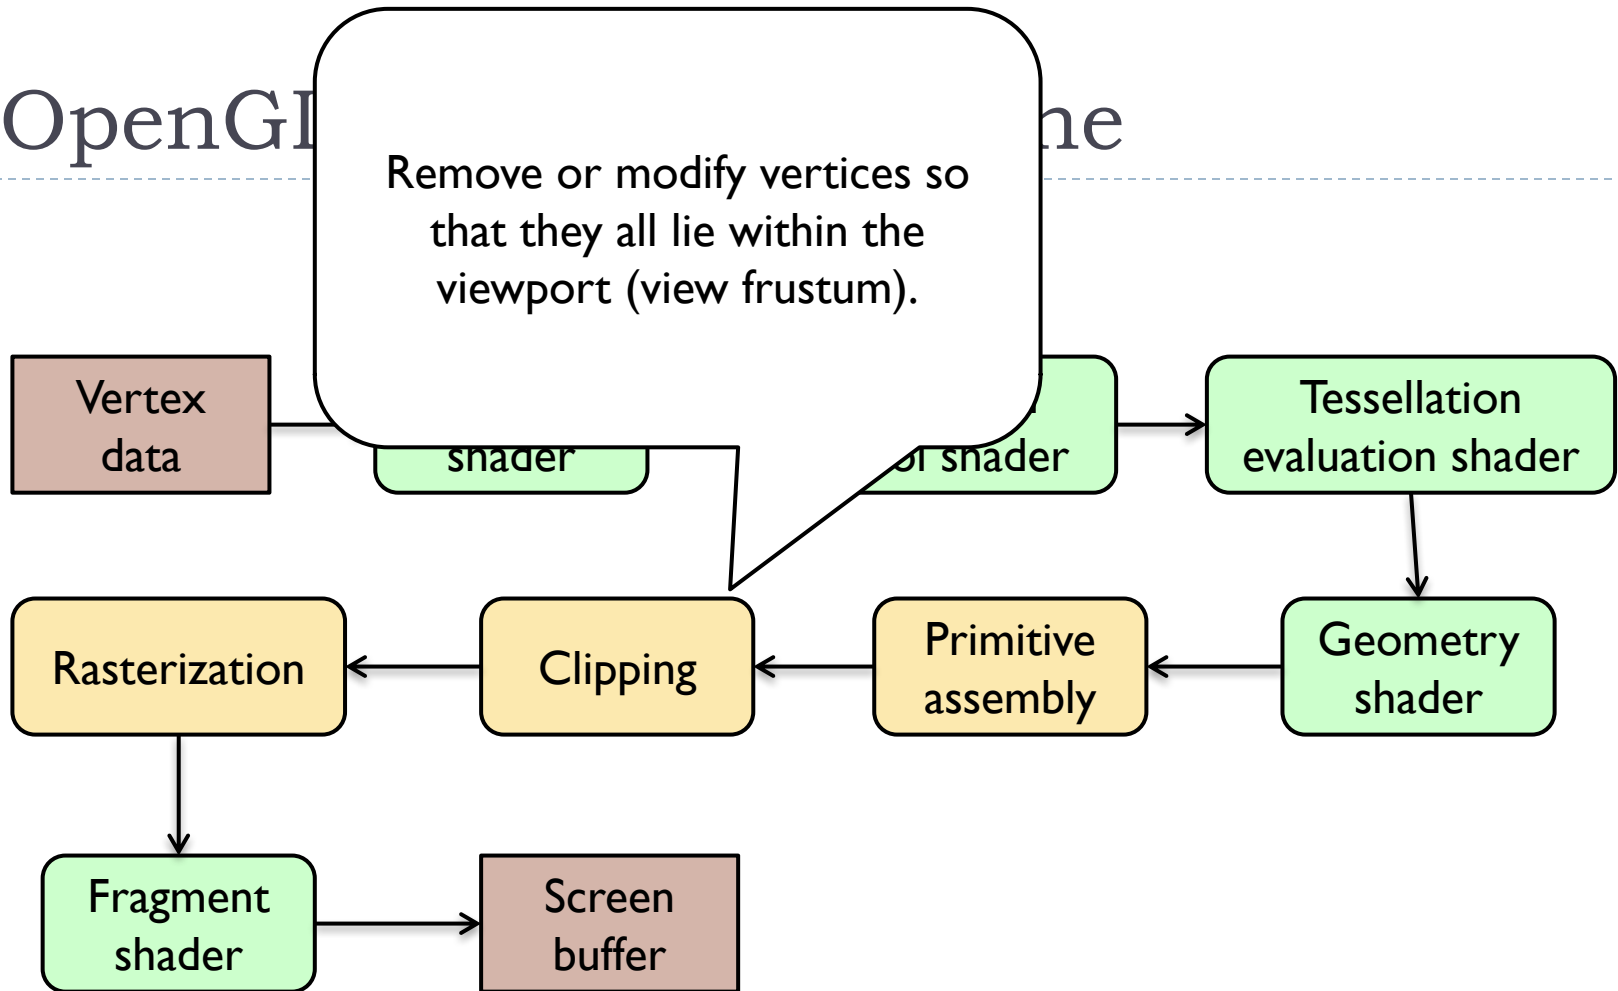 OpenGL
Remove or modify vertices so
that they all lie within the
viewport (view frustum).
Vertex
data
shader
shader
Tessellation
evaluation shader
Rasterization
Clipping
Primitive
assembly
Geometry
shader
Fragment
shader
Screen
buffer